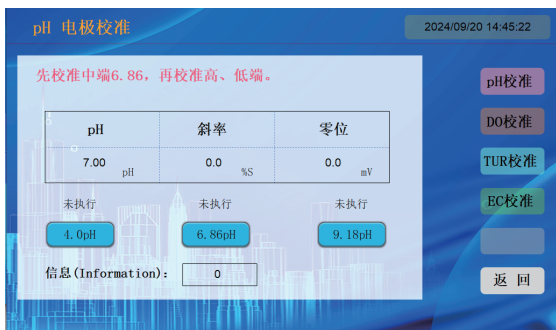 pH 电极校准
2024/09/20 14:45:22
先校准中端6.86，再校准高、低端。
pH 斜率 零位
7.00 pH 0.0 %S 0.0 mV
未执行 未执行 未执行
4.0pH 6.86pH 9.18pH
信息(Information): 0
pH校准
DO校准
TUR校准
EC校准
返 回